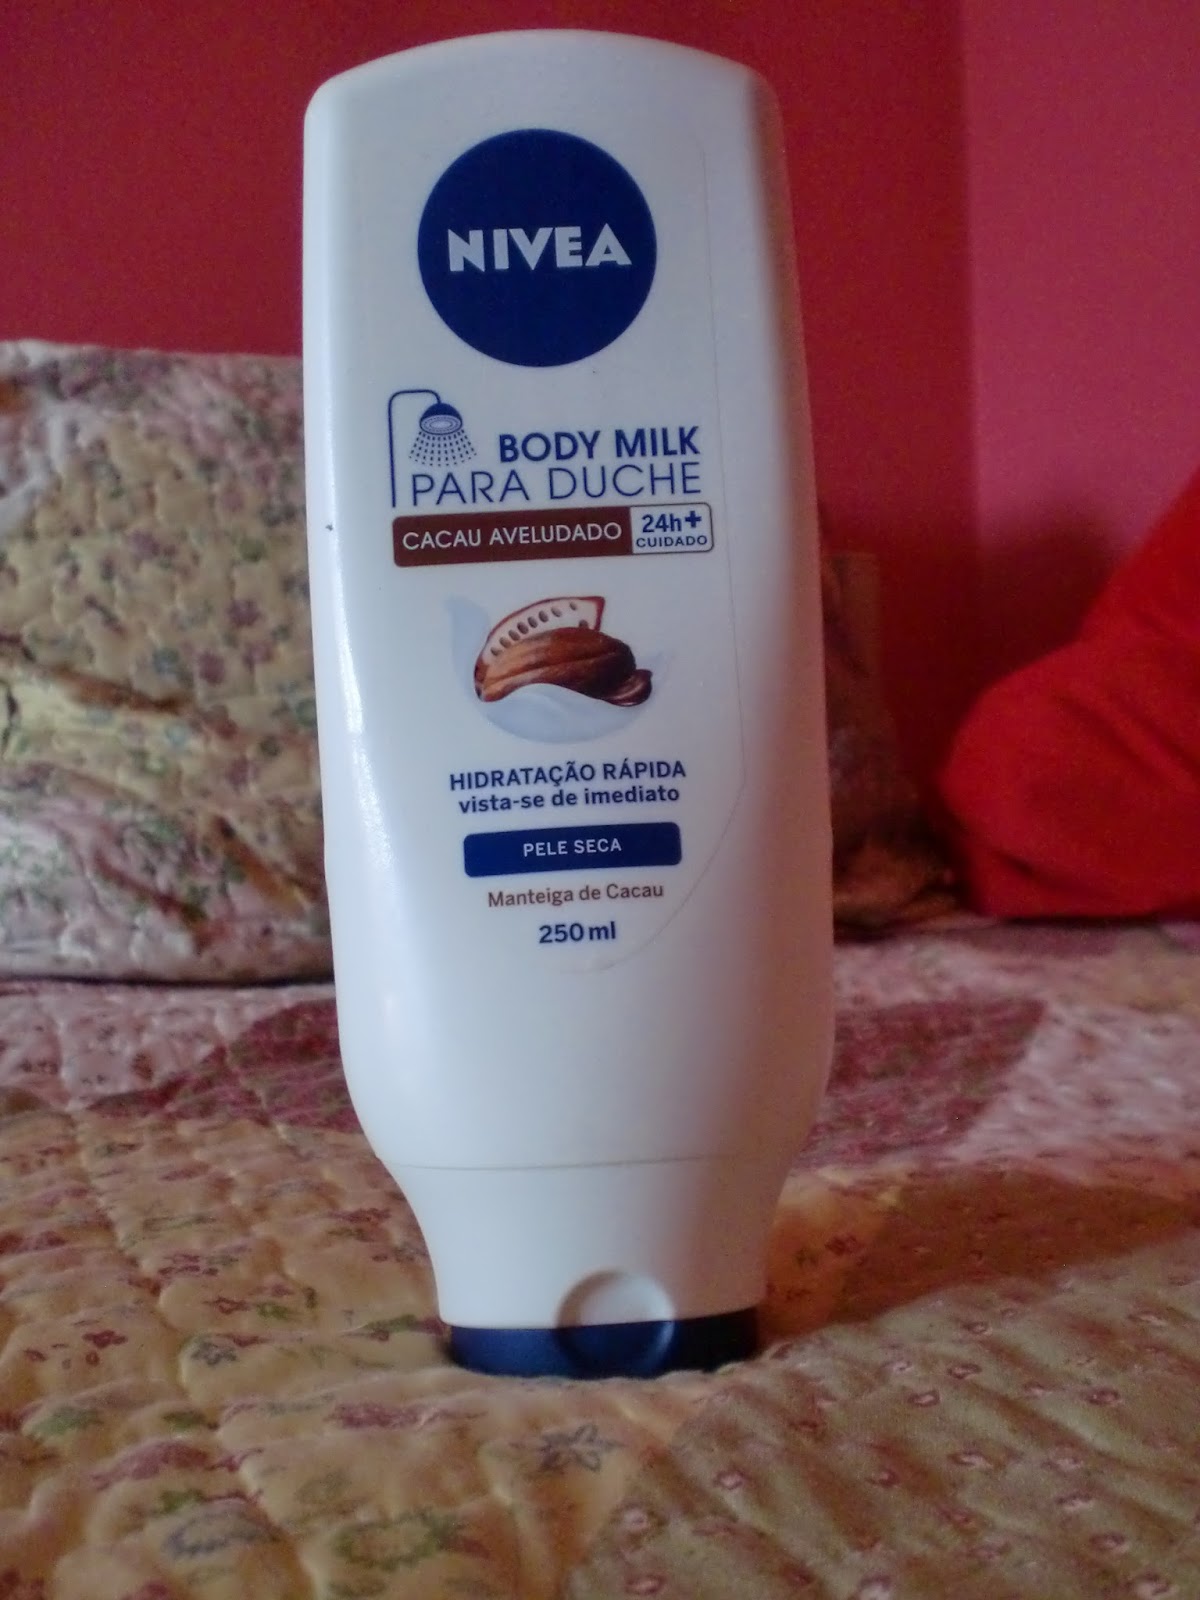 NIVEA
BODY MILK
PARA DUCHE
CACAU AVELUDADO 24h+ CUIDADO
HIDRATAÇÃO RÁPIDA
vista-se de imediato
PELE SECA
Manteiga de Cacau
250 ml